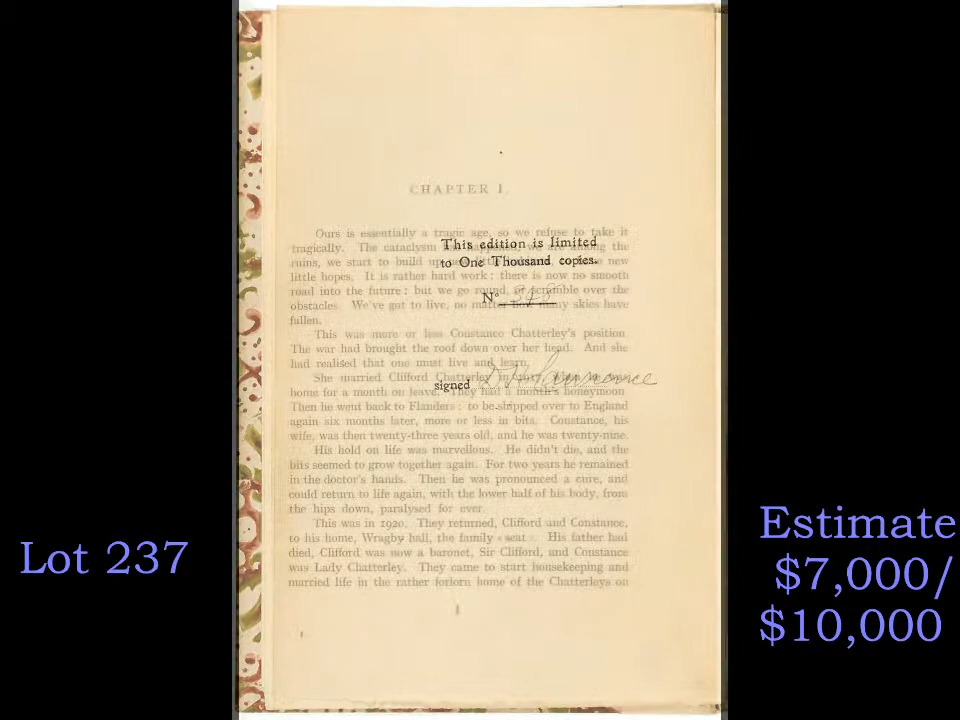 CHAPTER I.
Ours is essentially a tragic age, so we refuse to take it
tragically. The cataclysm has happened, we are among the
ruins, we start to build up new little habitats, to have new
little hopes. It is rather hard work: there is now no smooth
road into the future: but we go round, or scramble over the
obstacles. We've got to live, no matter how many skies have
fallen.
This was more or less Constance Chatterley's position.
The war had brought the roof down over her head. And she
had realised that one must live and learn.
She married Clifford Chatterley in
home for a month on leave. They had a month's honeymoon.
Then he went back to Flanders: to be shipped over to England
again six months later, more or less in bits. Constance, his
wife, was then twenty-three years old, and he was twenty-nine.
His hold on life was marvellous. He didn't die, and the
bits seemed to grow together again. For two years he remained
in the doctor's hands. Then he was pronounced a cure, and
could return to life again, with the lower half of his body, from
the hips down, paralysed for ever.
This was in 1920. They returned, Clifford and Constance,
to his home, Wragby hall, the family « seat ». His father had
died, Clifford was now a baronet, Sir Clifford, and Constance
was Lady Chatterley. They came to start housekeeping and
married life in the rather forlorn home of the Chatterleys on
This edition is limited
to One Thousand copies.
N°
signed D. H. Lawrence
Lot 237
Estimate
$7,000/
$10,000